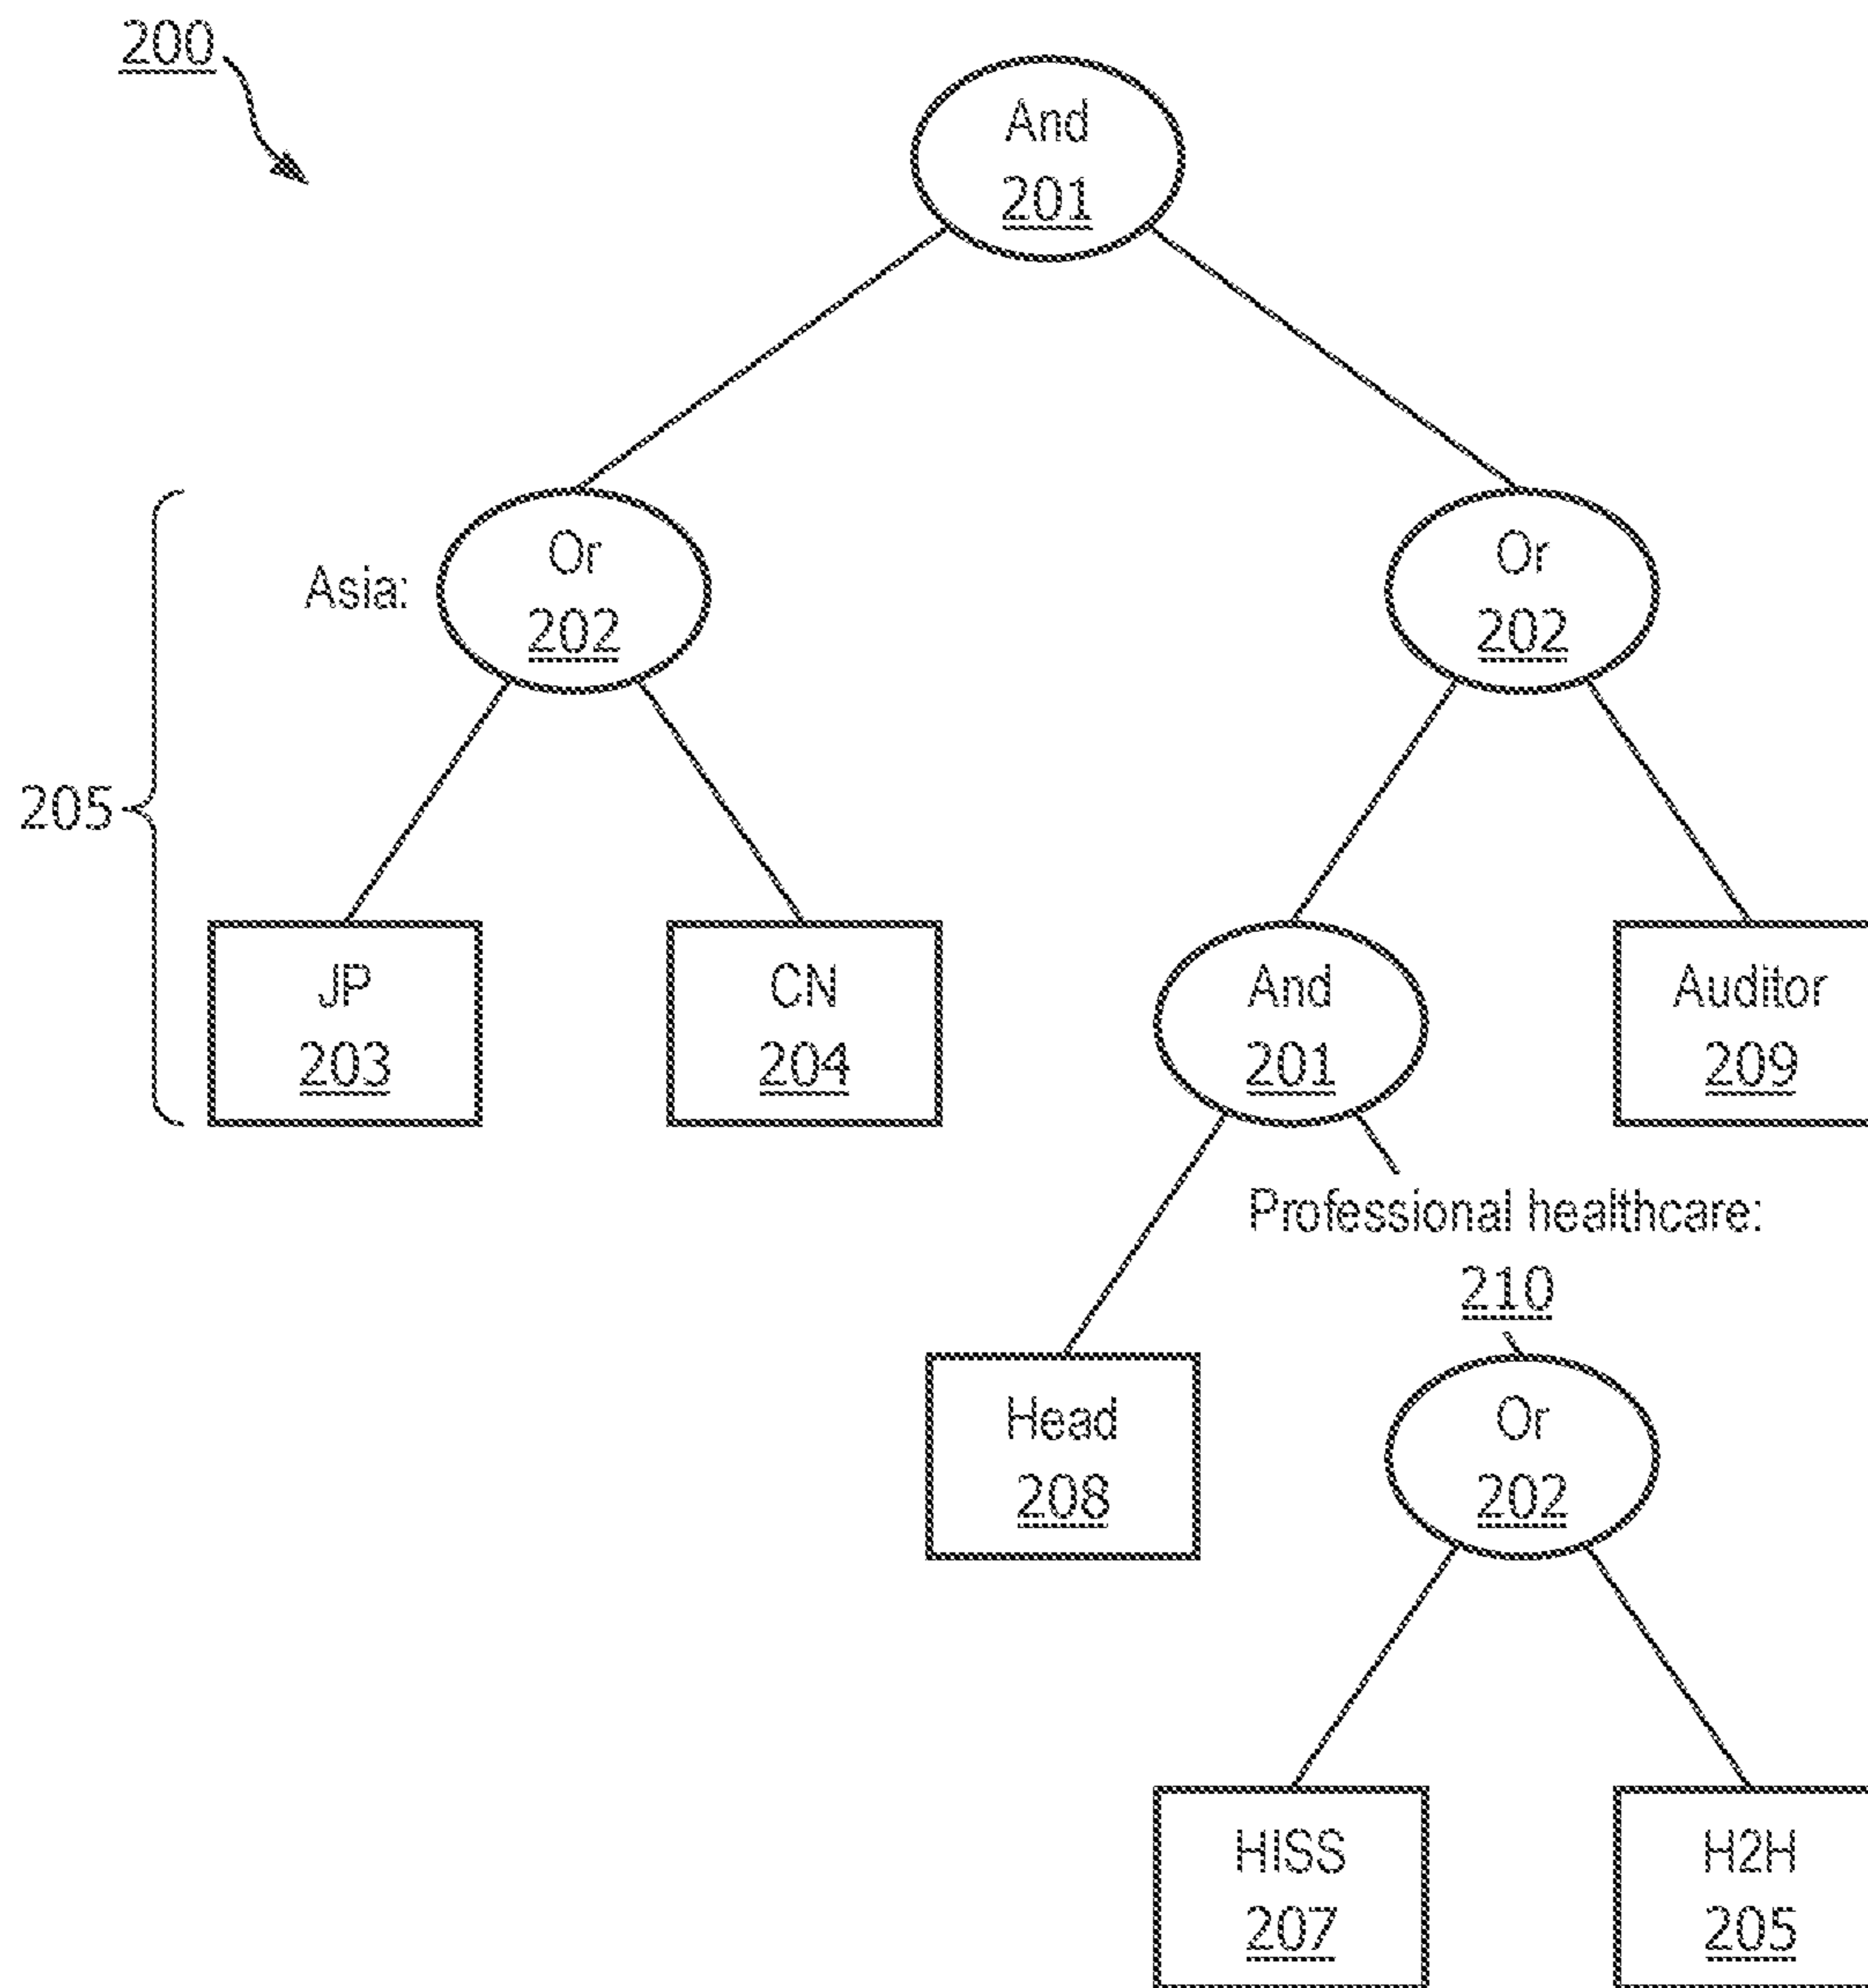 200
And
201
Asia:
Or
202
Or
202
205
JP
203
CN
204
And
201
Auditor
209
Professional healthcare:
210
Head
208
Or
202
HISS
207
H2H
205